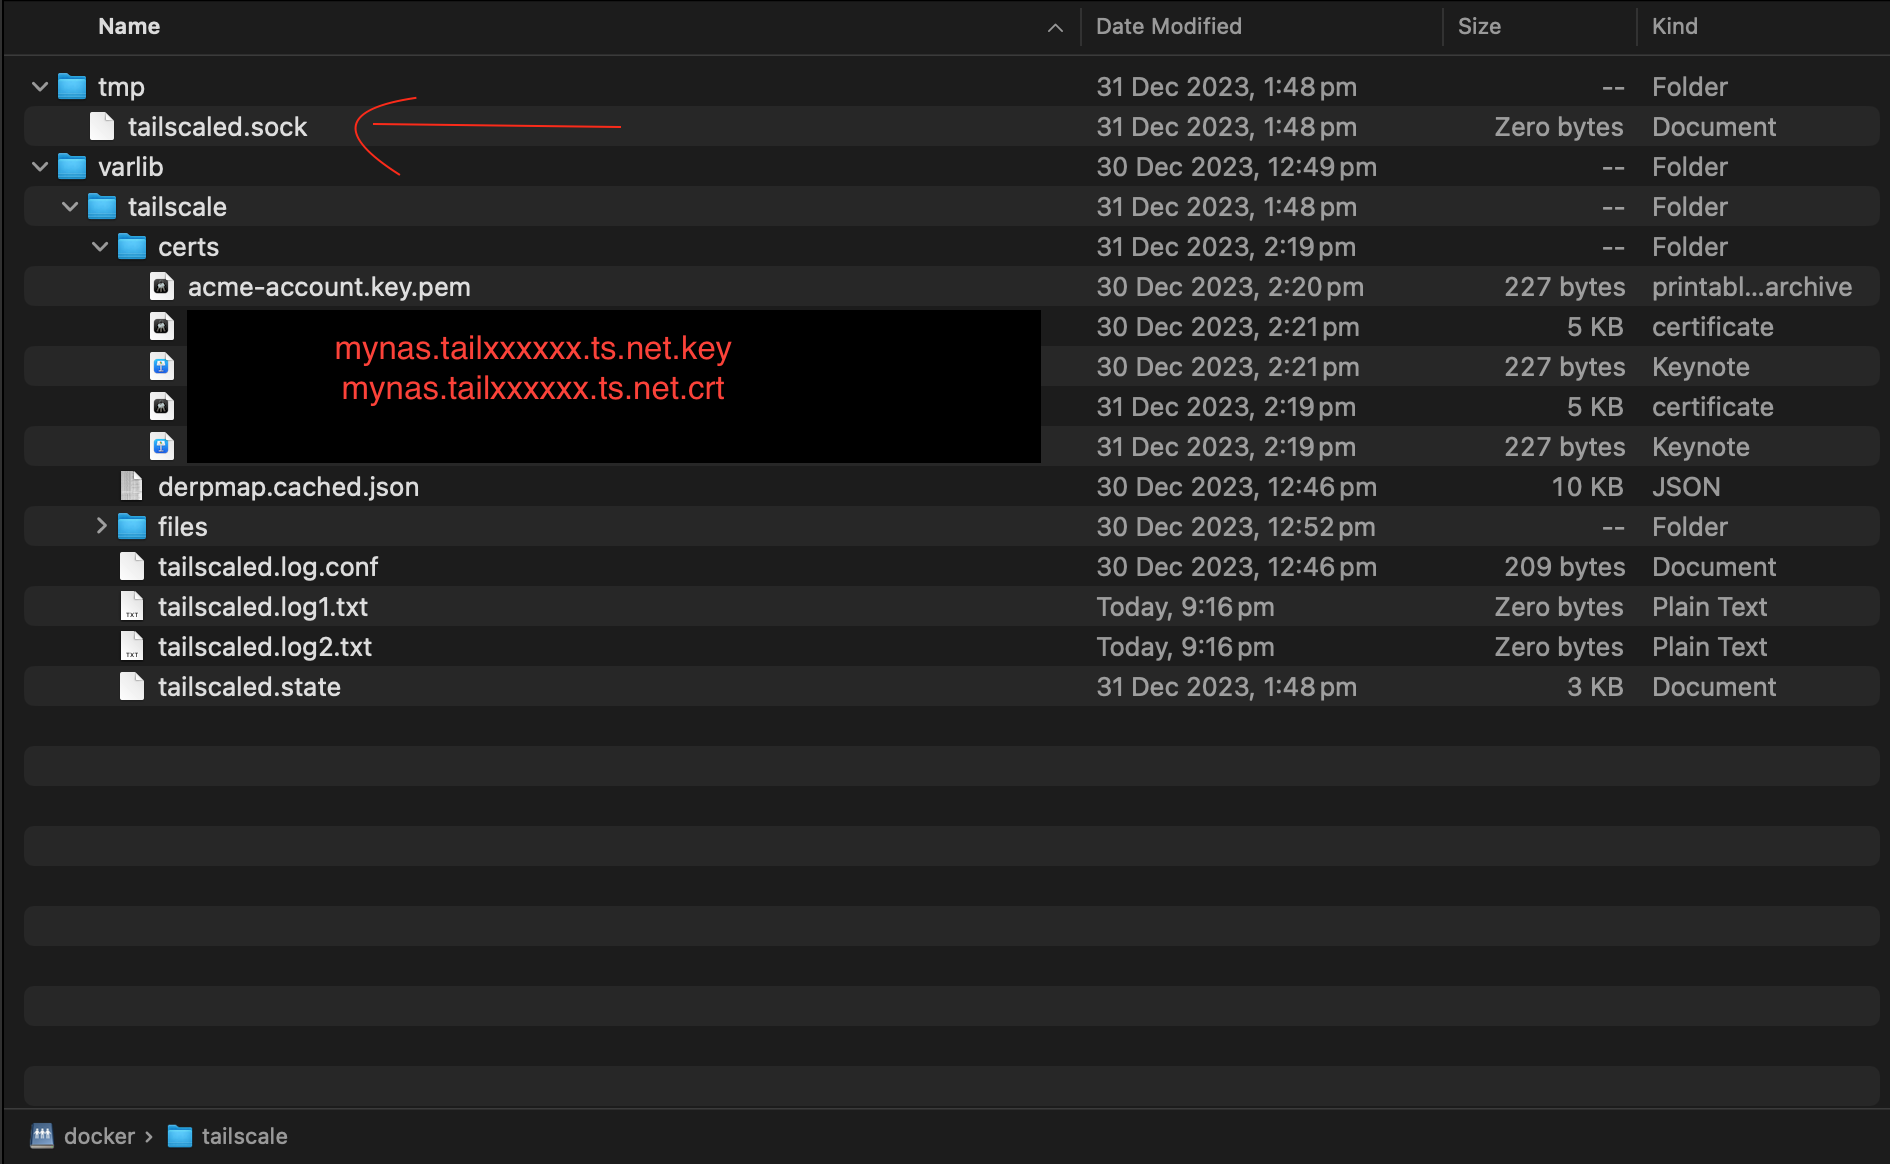 Name Date Modified Size Kind
tmp 31 Dec 2023, 1:48 pm -- Folder
tailscaled.sock 31 Dec 2023, 1:48 pm Zero bytes Document
varlib 30 Dec 2023, 12:49 pm -- Folder
tailscale 31 Dec 2023, 1:48 pm -- Folder
certs 31 Dec 2023, 2:19 pm -- Folder
acme-account.key.pem 30 Dec 2023, 2:20 pm 227 bytes printabl...archive
30 Dec 2023, 2:21 pm 5 KB certificate
mynas.tailxxxxxx.ts.net.key
30 Dec 2023, 2:21 pm 227 bytes Keynote
mynas.tailxxxxxx.ts.net.crt
31 Dec 2023, 2:19 pm 5 KB certificate
31 Dec 2023, 2:19 pm 227 bytes Keynote
derpmap.cached.json 30 Dec 2023, 12:46 pm 10 KB JSON
files 30 Dec 2023, 12:52 pm -- Folder
tailscaled.log.conf 30 Dec 2023, 12:46 pm 209 bytes Document
TXT tailscaled.log1.txt Today, 9:16 pm Zero bytes Plain Text
TXT tailscaled.log2.txt Today, 9:16 pm Zero bytes Plain Text
tailscaled.state 31 Dec 2023, 1:48 pm 3 KB Document
docker › tailscale